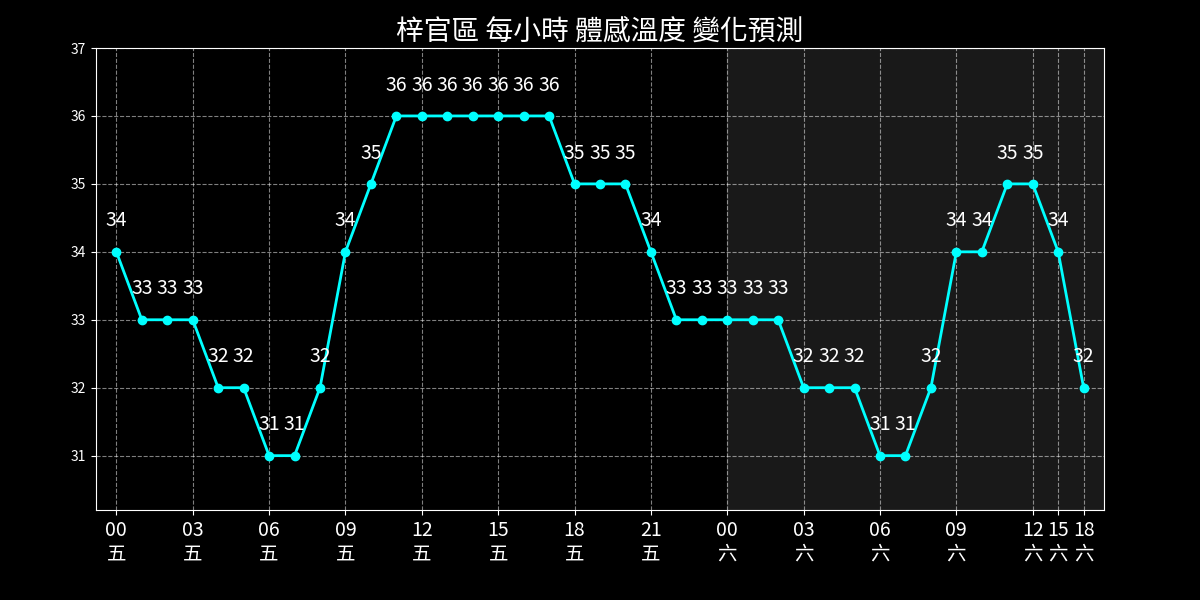 梓官區 每小時 體感溫度 變化預測
37
36 36 36 36 36 36 36
36
35 35 35 35 35 35
35
34 34 34 34 34 34
34
33 33 33 33 33 33 33 33
33
32 32 32 32 32 32 32 32
32
31 31 31 31
31
00 03 06 09 12 15 18 21 00 03 06 09 12 15 18
五 五 五 五 五 五 五 五 六 六 六 六 六 六 六